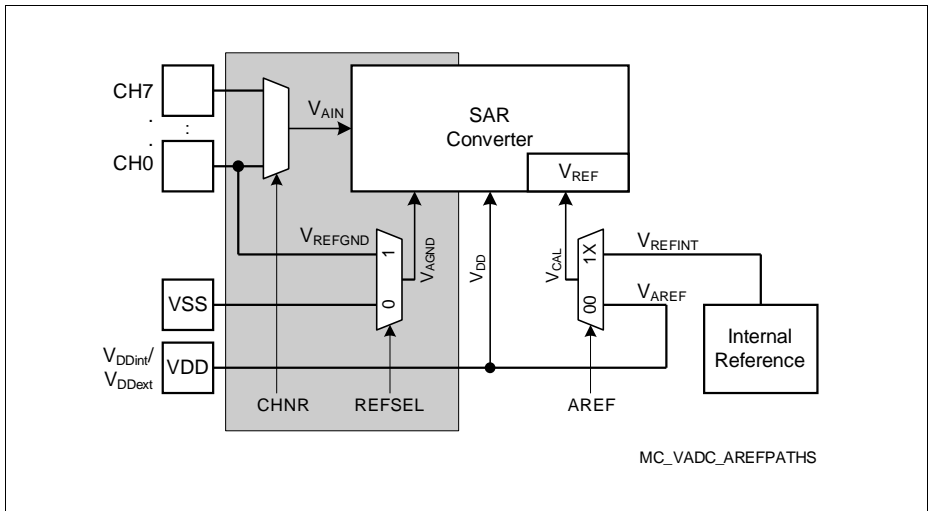 CH7
.
:
.
CH0
V_AIN
SAR
Converter
V_REF
V_REFGND
1
0
V_AGND
V_DD
V_CAL
1X
00
V_REFINT
V_AREF
VSS
V_DDint/
V_DDext
VDD
Internal
Reference
CHNR
REFSEL
AREF
MC_VADC_AREFPATHS